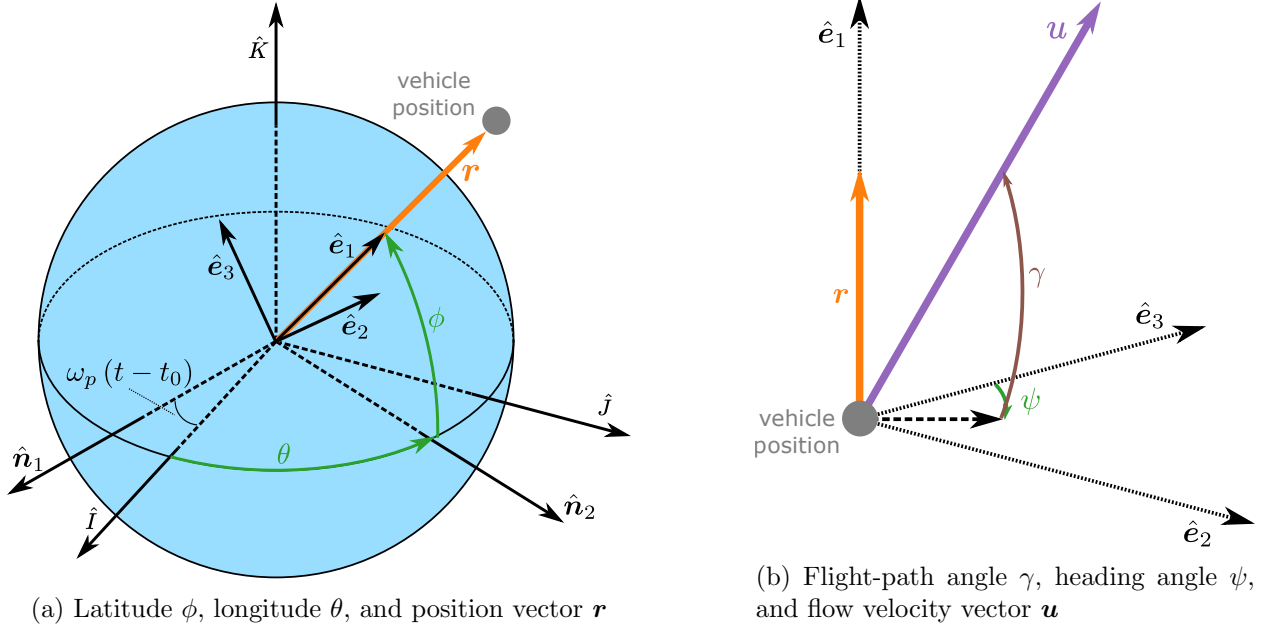 K̂
vehicle
position
r
ê₁
ê₃
ê₂
ϕ
ωₚ (t − t₀)
Ĵ
n̂₁
θ
Î
n̂₂
(a) Latitude ϕ, longitude θ, and position vector r
ê₁
u
r
γ
ê₃
ψ
vehicle
position
ê₂
(b) Flight-path angle γ, heading angle ψ,
and flow velocity vector u